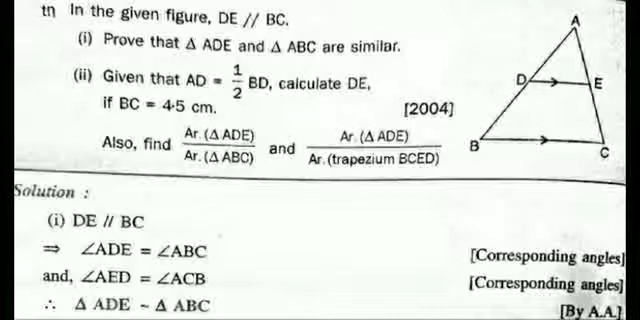 In the given figure, DE // BC.
(i) Prove that Δ ADE and Δ ABC are similar.
(ii) Given that AD = 1/2 BD, calculate DE,
if BC = 4·5 cm. [2004]
Also, find Ar. (Δ ADE)/Ar. (Δ ABC) and Ar. (Δ ADE)/Ar. (trapezium BCED)
A
D E
B C
Solution :
(i) DE // BC
⇒ ∠ADE = ∠ABC [Corresponding angles]
and, ∠AED = ∠ACB [Corresponding angles]
∴ Δ ADE ~ Δ ABC [By A.A.]